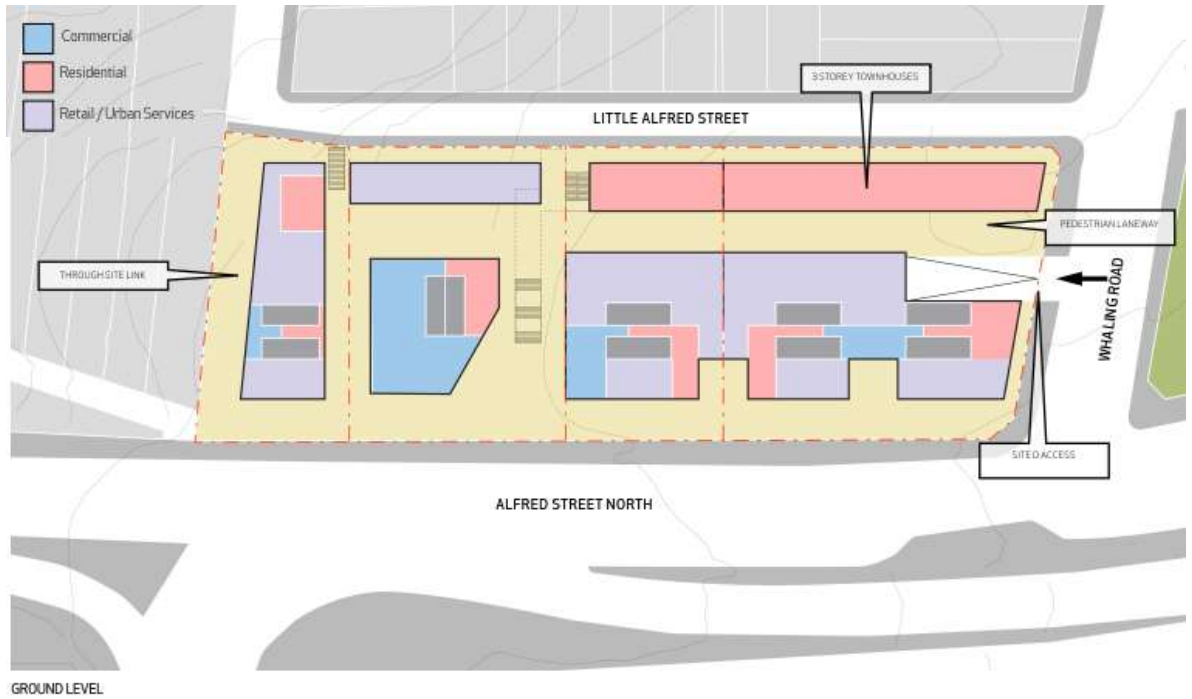 Commercial
Residential
Retail / Urban Services
3 STOREY TOWNHOUSES
LITTLE ALFRED STREET
PEDESTRIAN LANEWAY
THROUGH SITE LINK
WHALING ROAD
SITE D ACCESS
ALFRED STREET NORTH
GROUND LEVEL